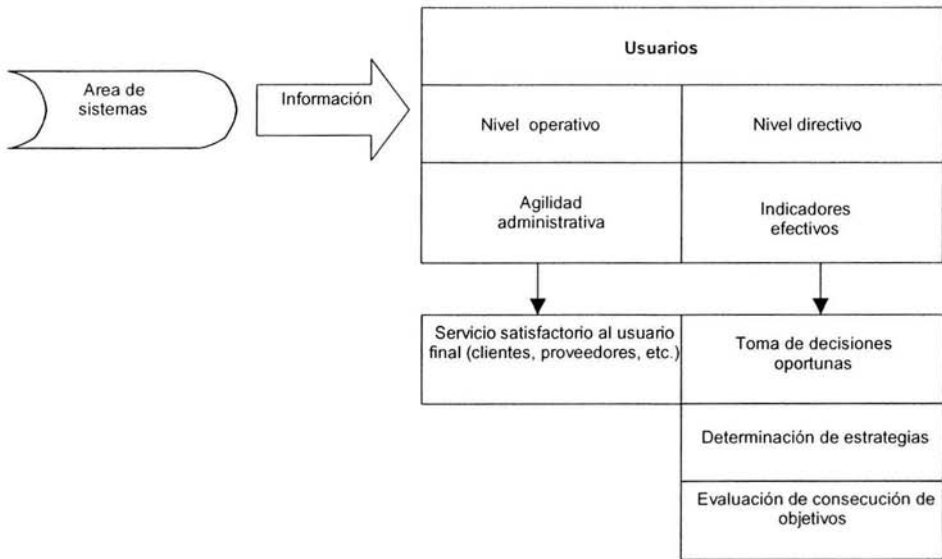 Area de
sistemas
Información
Usuarios
Nivel operativo
Nivel directivo
Agilidad
administrativa
Indicadores
efectivos
Servicio satisfactorio al usuario
final (clientes, proveedores, etc.)
Toma de decisiones
oportunas
Determinación de estrategias
Evaluación de consecución de
objetivos